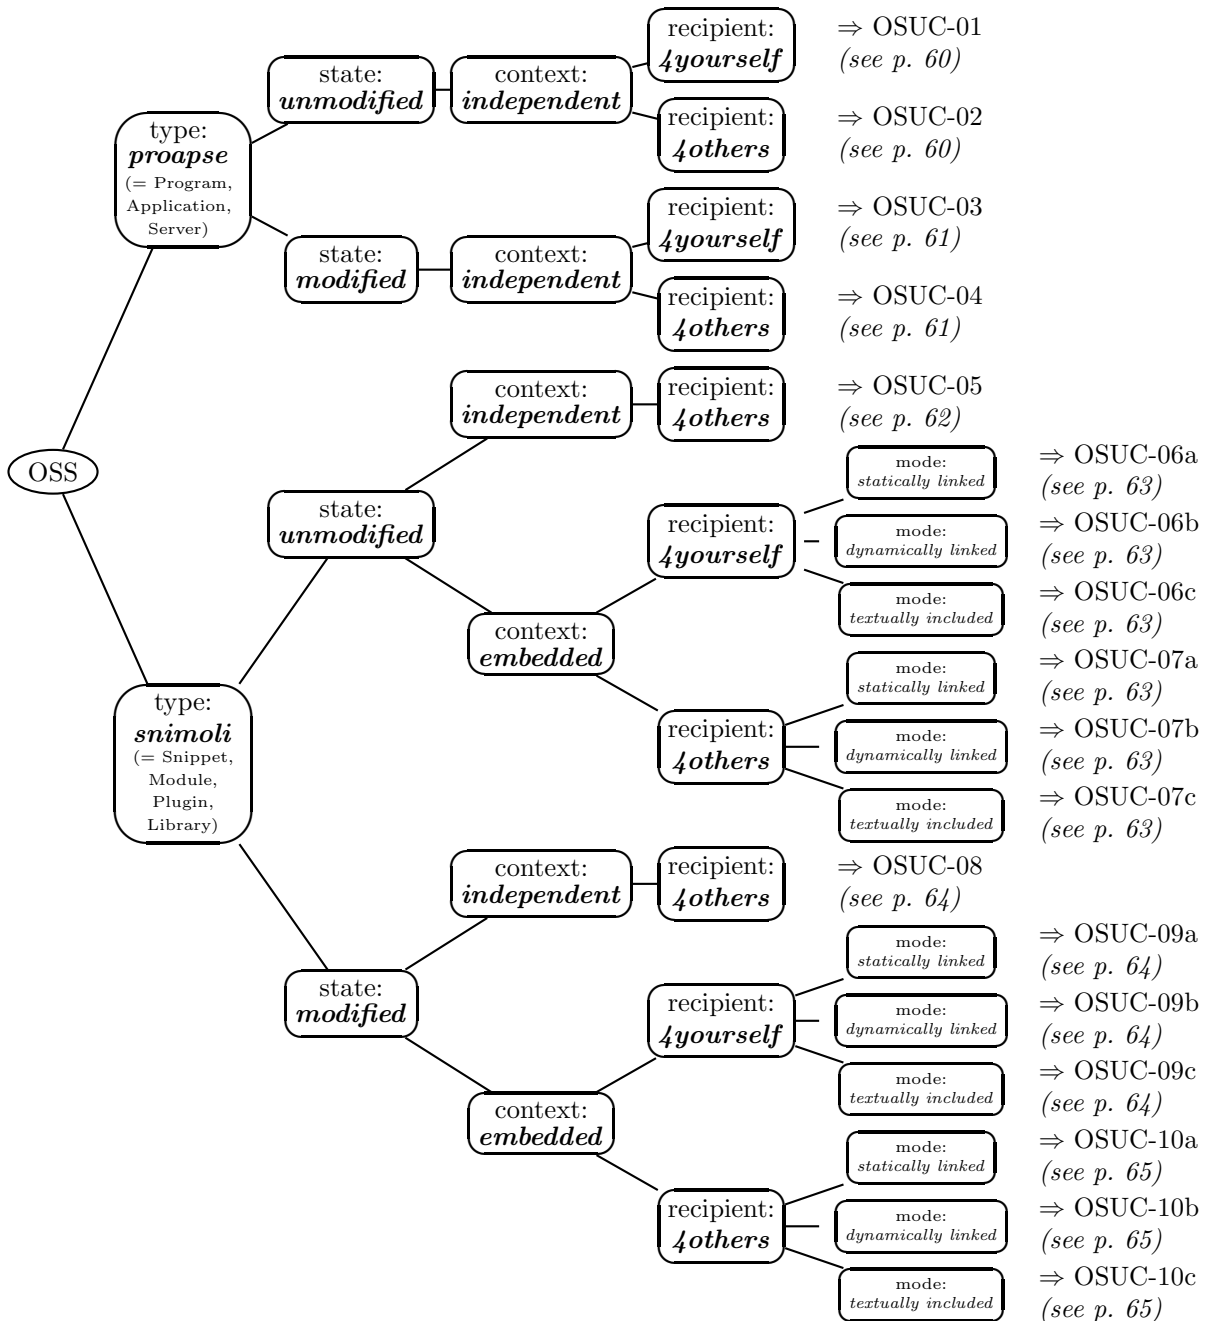 recipient:
4yourself
⇒ OSUC-01
(see p. 60)
state:
unmodified
context:
independent
recipient:
4others
⇒ OSUC-02
(see p. 60)
type:
proapse
(= Program,
Application,
Server)
recipient:
4yourself
⇒ OSUC-03
(see p. 61)
state:
modified
context:
independent
recipient:
4others
⇒ OSUC-04
(see p. 61)
context:
independent
recipient:
4others
⇒ OSUC-05
(see p. 62)
OSS
mode:
statically linked
⇒ OSUC-06a
(see p. 63)
state:
unmodified
recipient:
4yourself
mode:
dynamically linked
⇒ OSUC-06b
(see p. 63)
mode:
textually included
⇒ OSUC-06c
(see p. 63)
context:
embedded
mode:
statically linked
⇒ OSUC-07a
(see p. 63)
type:
snimoli
(= Snippet,
Module,
Plugin,
Library)
recipient:
4others
mode:
dynamically linked
⇒ OSUC-07b
(see p. 63)
mode:
textually included
⇒ OSUC-07c
(see p. 63)
context:
independent
recipient:
4others
⇒ OSUC-08
(see p. 64)
mode:
statically linked
⇒ OSUC-09a
(see p. 64)
state:
modified
recipient:
4yourself
mode:
dynamically linked
⇒ OSUC-09b
(see p. 64)
mode:
textually included
⇒ OSUC-09c
(see p. 64)
context:
embedded
mode:
statically linked
⇒ OSUC-10a
(see p. 65)
recipient:
4others
mode:
dynamically linked
⇒ OSUC-10b
(see p. 65)
mode:
textually included
⇒ OSUC-10c
(see p. 65)